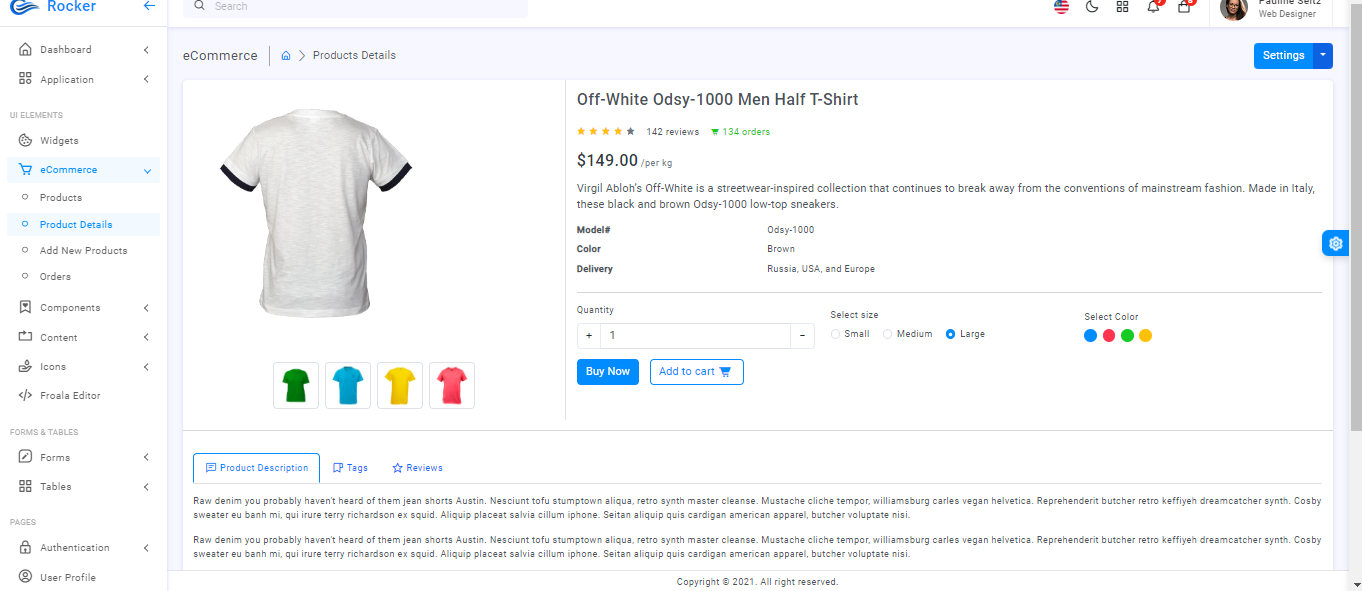 Rocker
Search
Pauline Seitz
Web Designer
Dashboard
Application
UI ELEMENTS
Widgets
eCommerce
Products
Product Details
Add New Products
Orders
Components
Content
Icons
Froala Editor
FORMS & TABLES
Forms
Tables
PAGES
Authentication
User Profile
eCommerce
Products Details
Settings
Off-White Odsy-1000 Men Half T-Shirt
142 reviews
134 orders
$149.00 /per kg
Virgil Abloh's Off-White is a streetwear-inspired collection that continues to break away from the conventions of mainstream fashion. Made in Italy,
these black and brown Odsy-1000 low-top sneakers.
Model# Odsy-1000
Color Brown
Delivery Russia, USA, and Europe
Quantity
+ 1 -
Select size
Small Medium Large
Select Color
Buy Now
Add to cart
Product Description
Tags
Reviews
Raw denim you probably haven't heard of them jean shorts Austin. Nesciunt tofu stumptown aliqua, retro synth master cleanse. Mustache cliche tempor, williamsburg carles vegan helvetica. Reprehenderit butcher retro keffiyeh dreamcatcher synth. Cosby
sweater eu banh mi, qui irure terry richardson ex squid. Aliquip placeat salvia cillum iphone. Seitan aliquip quis cardigan american apparel, butcher voluptate nisi.
Raw denim you probably haven't heard of them jean shorts Austin. Nesciunt tofu stumptown aliqua, retro synth master cleanse. Mustache cliche tempor, williamsburg carles vegan helvetica. Reprehenderit butcher retro keffiyeh dreamcatcher synth. Cosby
sweater eu banh mi, qui irure terry richardson ex squid. Aliquip placeat salvia cillum iphone. Seitan aliquip quis cardigan american apparel, butcher voluptate nisi.
Copyright © 2021. All right reserved.